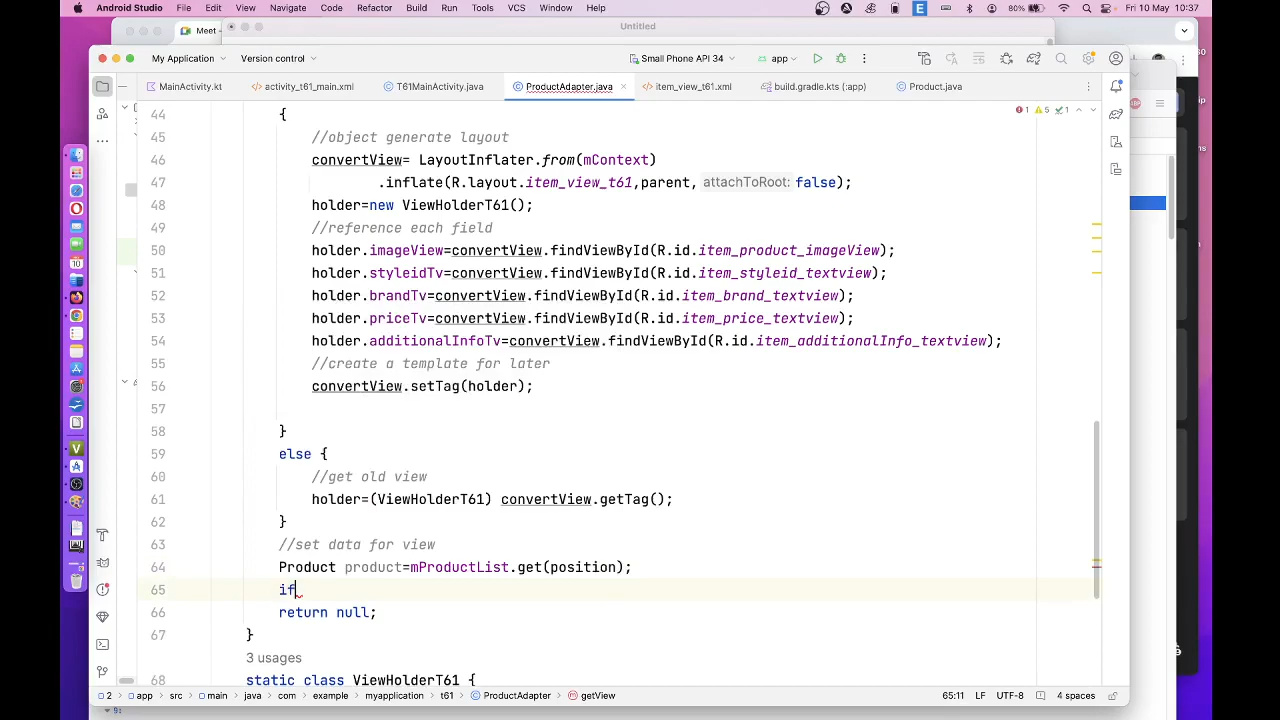 Android Studio File Edit View Navigate Code Refactor Build Run Tools VCS Window Help E 80% Fri 10 May 10:37
Meet Untitled
My Application Version control Small Phone API 34 app
MainActivity.kt activity_t61_main.xml T61MainActivity.java ProductAdapter.java item_view_t61.xml build.gradle.kts (:app) Product.java
44 {
1 5 1
45 //object generate layout
46 convertView= LayoutInflater.from(mContext)
47 .inflate(R.layout.item_view_t61,parent, attachToRoot: false);
48 holder=new ViewHolderT61();
49 //reference each field
50 holder.imageView=convertView.findViewById(R.id.item_product_imageView);
51 holder.styleidTv=convertView.findViewById(R.id.item_styleid_textview);
52 holder.brandTv=convertView.findViewById(R.id.item_brand_textview);
53 holder.priceTv=convertView.findViewById(R.id.item_price_textview);
54 holder.additionalInfoTv=convertView.findViewById(R.id.item_additionalInfo_textview);
55 //create a template for later
56 convertView.setTag(holder);
57
58 }
59 else {
60 //get old view
61 holder=(ViewHolderT61) convertView.getTag();
62 }
63 //set data for view
64 Product product=mProductList.get(position);
65 if
66 return null;
67 }
3 usages
68 static class ViewHolderT61 {
2 app src main java com example myapplication t61 ProductAdapter getView 65:11 LF UTF-8 4 spaces